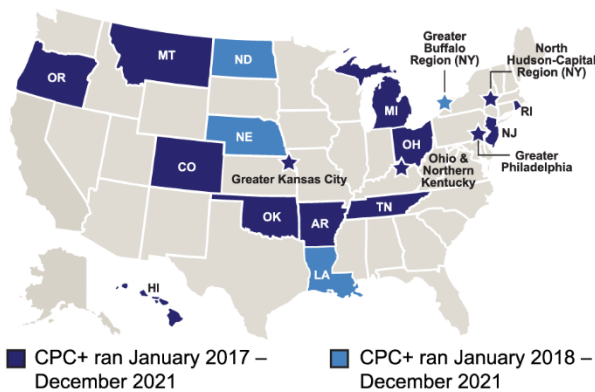 Greater
Buffalo
Region (NY)
North
Hudson-Capital
Region (NY)
MT
ND
OR
MI
RI
NE
OH
NJ
CO
Ohio &
Northern
Kentucky
Greater
Philadelphia
Greater Kansas City
TN
OK
AR
LA
HI
CPC+ ran January 2017 –
December 2021
CPC+ ran January 2018 –
December 2021